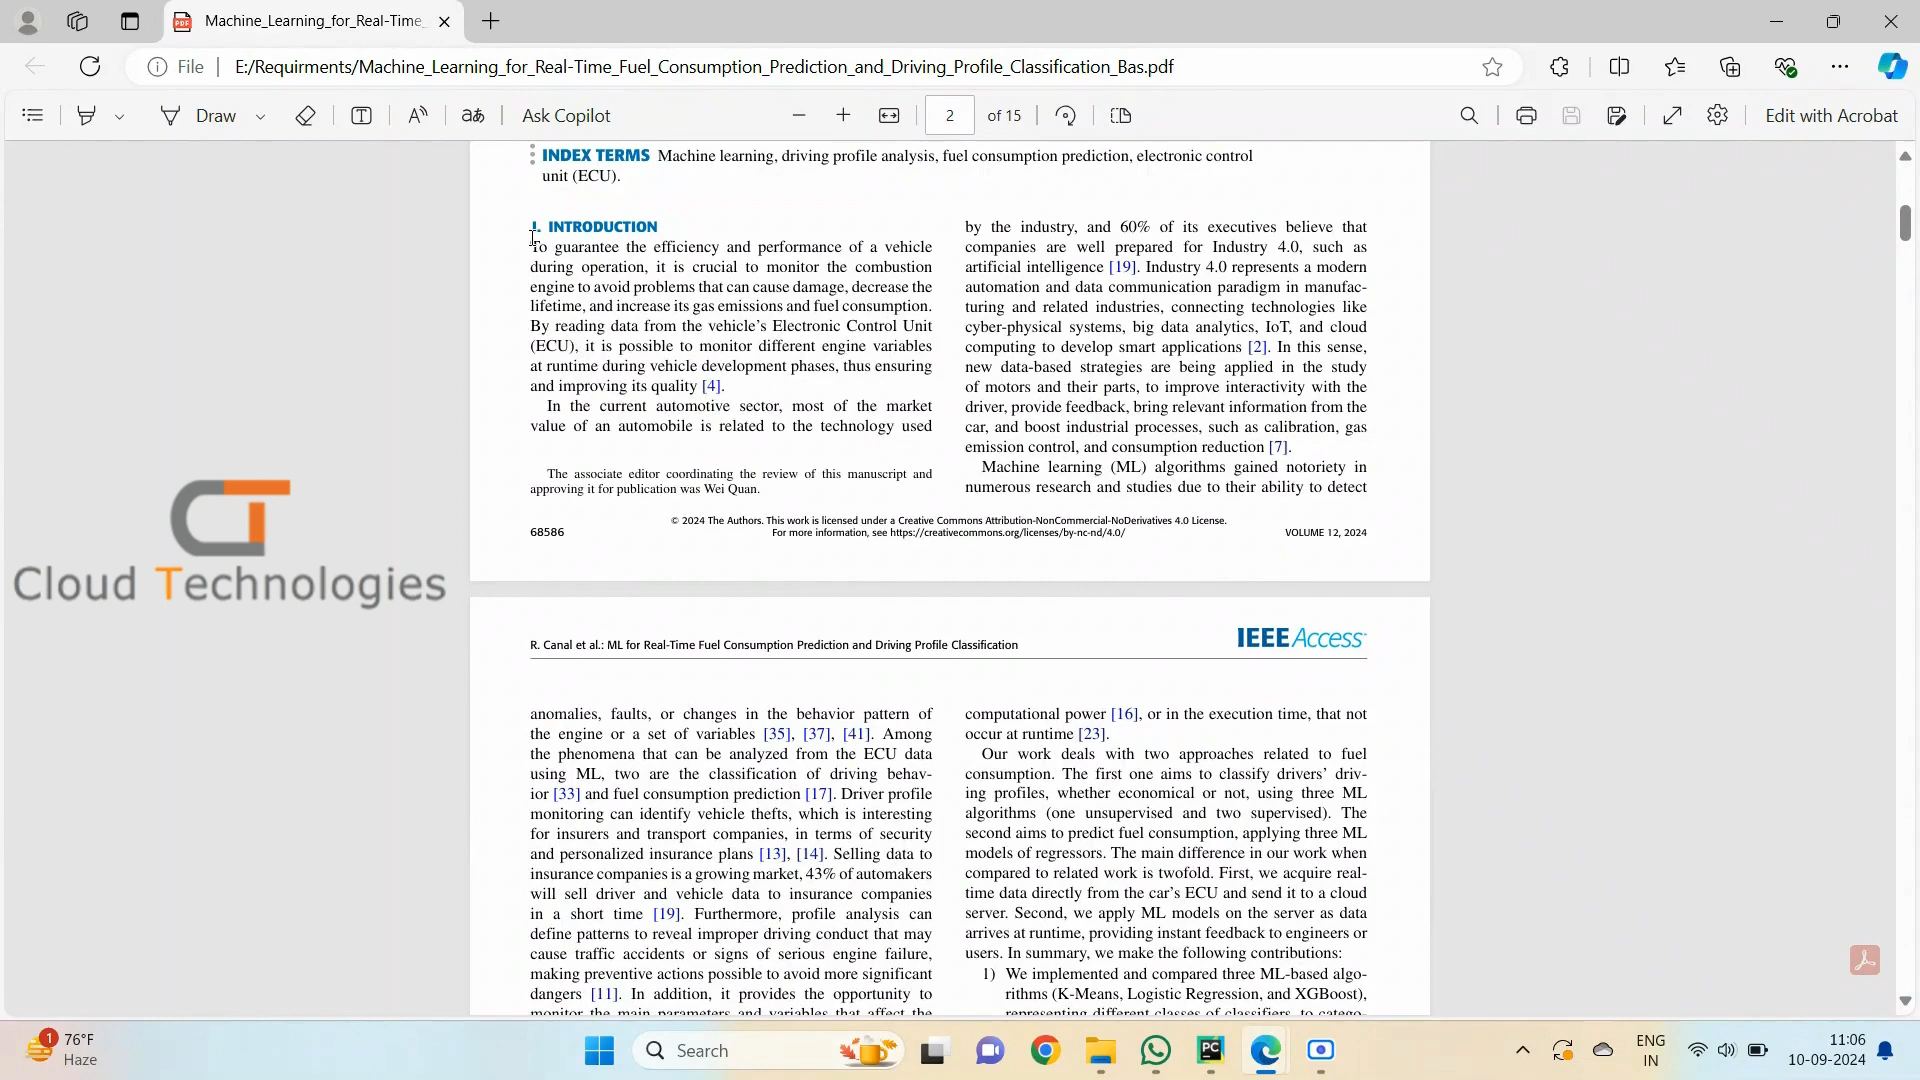 Machine_Learning_for_Real-Time_
File
E:/Requirments/Machine_Learning_for_Real-Time_Fuel_Consumption_Prediction_and_Driving_Profile_Classification_Bas.pdf
Draw
aあ
Ask Copilot
2
of 15
Edit with Acrobat
INDEX TERMS Machine learning, driving profile analysis, fuel consumption prediction, electronic control
unit (ECU).
I. INTRODUCTION
To guarantee the efficiency and performance of a vehicle
during operation, it is crucial to monitor the combustion
engine to avoid problems that can cause damage, decrease the
lifetime, and increase its gas emissions and fuel consumption.
By reading data from the vehicle's Electronic Control Unit
(ECU), it is possible to monitor different engine variables
at runtime during vehicle development phases, thus ensuring
and improving its quality [4].
In the current automotive sector, most of the market
value of an automobile is related to the technology used
The associate editor coordinating the review of this manuscript and
approving it for publication was Wei Quan.
by the industry, and 60% of its executives believe that
companies are well prepared for Industry 4.0, such as
artificial intelligence [19]. Industry 4.0 represents a modern
automation and data communication paradigm in manufac-
turing and related industries, connecting technologies like
cyber-physical systems, big data analytics, IoT, and cloud
computing to develop smart applications [2]. In this sense,
new data-based strategies are being applied in the study
of motors and their parts, to improve interactivity with the
driver, provide feedback, bring relevant information from the
car, and boost industrial processes, such as calibration, gas
emission control, and consumption reduction [7].
Machine learning (ML) algorithms gained notoriety in
numerous research and studies due to their ability to detect
68586
© 2024 The Authors. This work is licensed under a Creative Commons Attribution-NonCommercial-NoDerivatives 4.0 License.
For more information, see https://creativecommons.org/licenses/by-nc-nd/4.0/
VOLUME 12, 2024
CT
Cloud Technologies
R. Canal et al.: ML for Real-Time Fuel Consumption Prediction and Driving Profile Classification
IEEE Access
anomalies, faults, or changes in the behavior pattern of
the engine or a set of variables [35], [37], [41]. Among
the phenomena that can be analyzed from the ECU data
using ML, two are the classification of driving behav-
ior [33] and fuel consumption prediction [17]. Driver profile
monitoring can identify vehicle thefts, which is interesting
for insurers and transport companies, in terms of security
and personalized insurance plans [13], [14]. Selling data to
insurance companies is a growing market, 43% of automakers
will sell driver and vehicle data to insurance companies
in a short time [19]. Furthermore, profile analysis can
define patterns to reveal improper driving conduct that may
cause traffic accidents or signs of serious engine failure,
making preventive actions possible to avoid more significant
dangers [11]. In addition, it provides the opportunity to
monitor the main parameters and variables that affect the
computational power [16], or in the execution time, that not
occur at runtime [23].
Our work deals with two approaches related to fuel
consumption. The first one aims to classify drivers' driv-
ing profiles, whether economical or not, using three ML
algorithms (one unsupervised and two supervised). The
second aims to predict fuel consumption, applying three ML
models of regressors. The main difference in our work when
compared to related work is twofold. First, we acquire real-
time data directly from the car's ECU and send it to a cloud
server. Second, we apply ML models on the server as data
arrives at runtime, providing instant feedback to engineers or
users. In summary, we make the following contributions:
1) We implemented and compared three ML-based algo-
rithms (K-Means, Logistic Regression, and XGBoost),
representing different classes of classifiers, to catego-
1
76°F
Haze
Search
PC
ENG
IN
11:06
10-09-2024